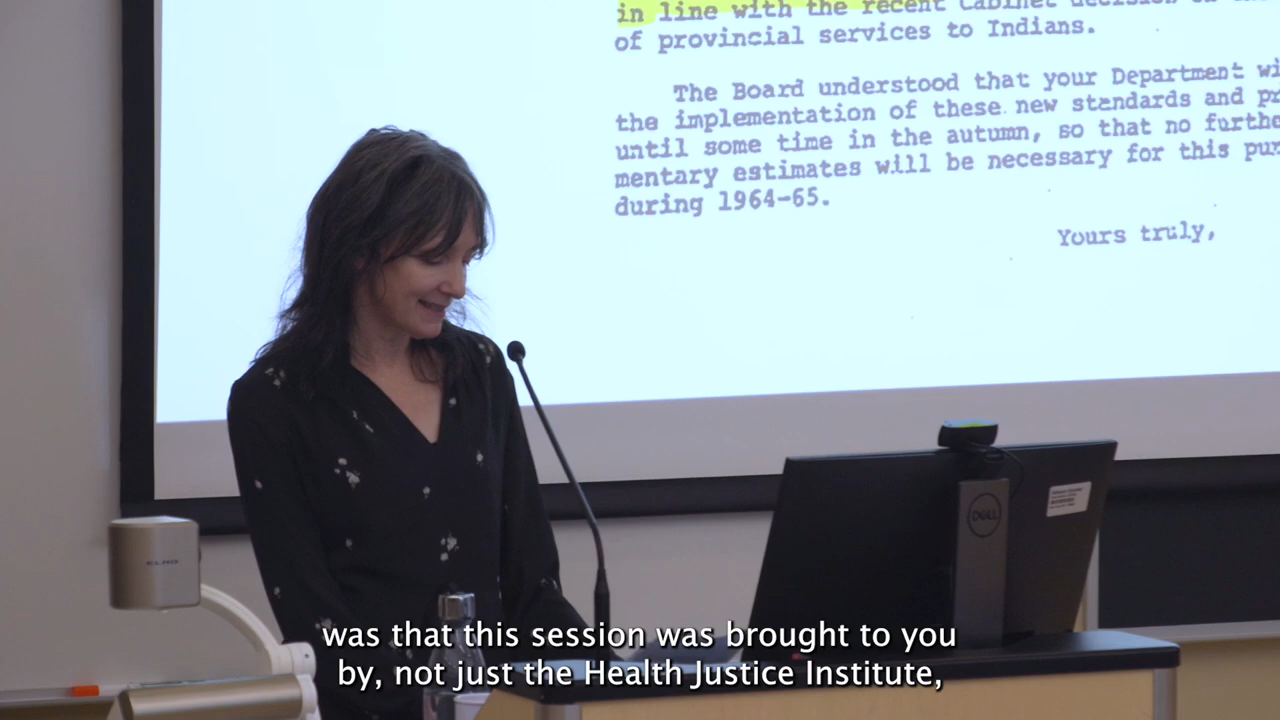 in line with the recent Cabinet decision on
of provincial services to Indians.
The Board understood that your Department
the implementation of these new standards and
until some time in the autumn, so that no
mentary estimates will be necessary for this
during 1964-65.
Yours truly,
DELL
ELMO
was that this session was brought to you
by, not just the Health Justice Institute,